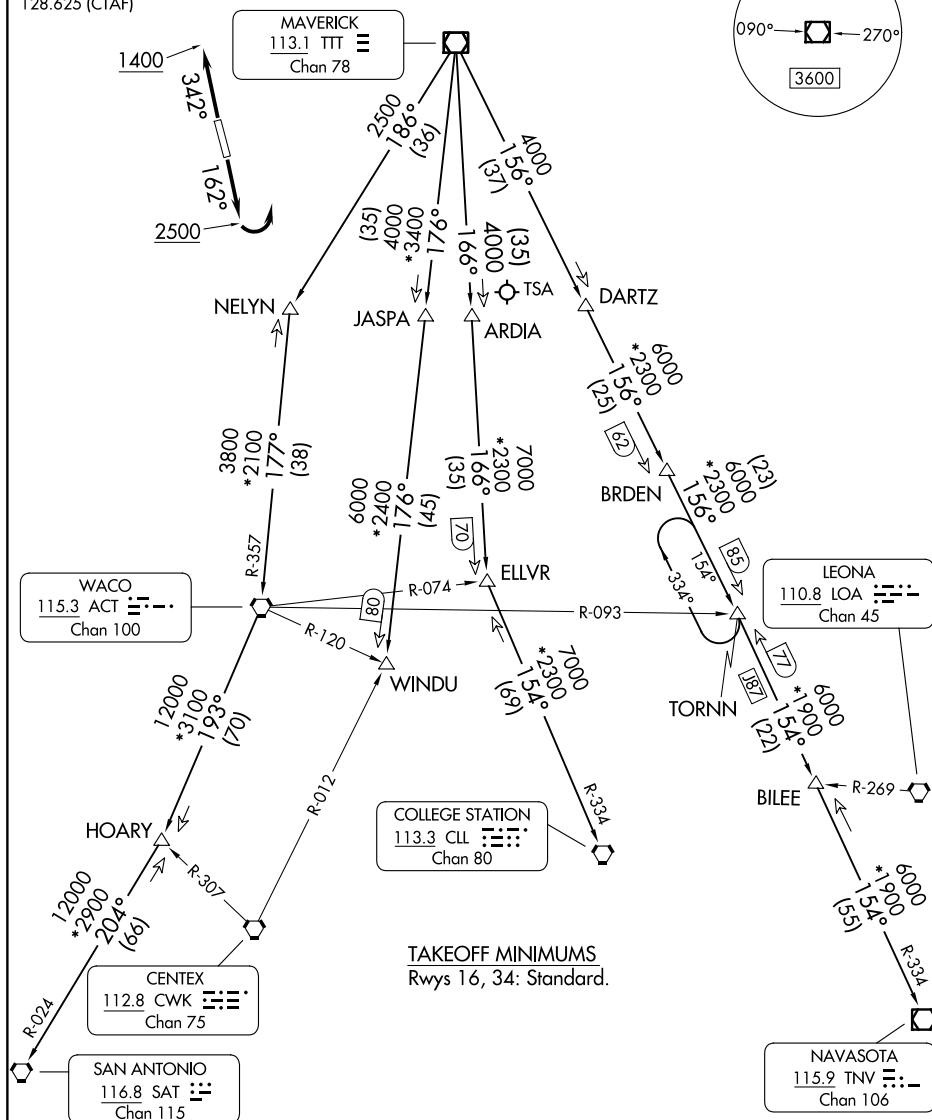 128.625 (CTAF)
MAVERICK
113.1 TTT
Chan 78
090°
270°
3600
1400
342°
162°
2500
2500
186°
(36)
(35)
4000
*3400
176°
(35)
4000
166°
4000
156°
(37)
TSA
NELYN
JASPA
ARDIA
DARTZ
3800
*2100
177°
(38)
6000
*2400
176°
(45)
7000
*2300
166°
(35)
6000
*2300
156°
(25)
62
BRDEN
(23)
6000
*2300
156°
70
ELLVR
154°
334°
85
R-357
WACO
115.3 ACT
Chan 100
R-074
80
R-093
R-120
WINDU
LEONA
110.8 LOA
Chan 45
TORNN
J87
77
6000
*1900
154°
(22)
12000
*3100
193°
(70)
7000
*2300
154°
(69)
R-012
BILEE
R-269
HOARY
COLLEGE STATION
113.3 CLL
Chan 80
R-334
R-307
12000
*2900
204°
(66)
6000
*1900
154°
(55)
R-334
TAKEOFF MINIMUMS
Rwys 16, 34: Standard.
CENTEX
112.8 CWK
Chan 75
R-024
SAN ANTONIO
116.8 SAT
Chan 115
NAVASOTA
115.9 TNV
Chan 106